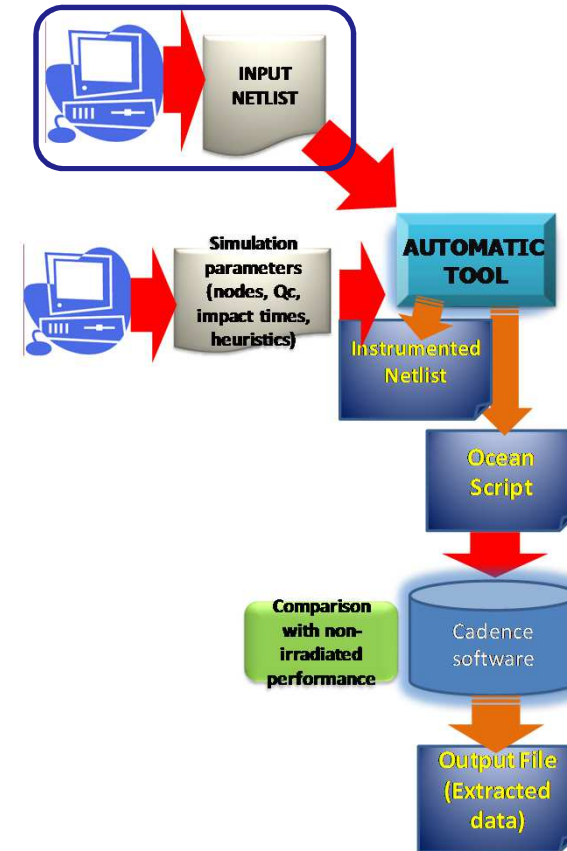 INPUT
NETLIST
AUTOMATIC
TOOL
Simulation
parameters
(nodes, Qc,
impact times,
heuristics)
Instrumented
Netlist
Ocean
Script
Comparison
with non-
irradiated
performance
Cadence
software
Output File
(Extracted
data)